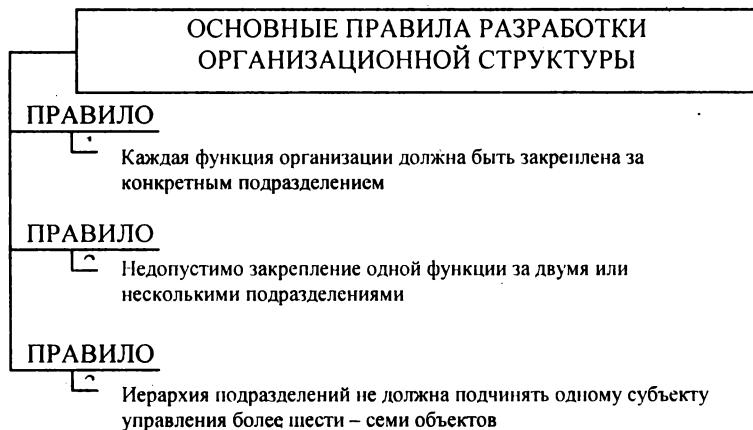 ОСНОВНЫЕ ПРАВИЛА РАЗРАБОТКИ
ОРГАНИЗАЦИОННОЙ СТРУКТУРЫ
ПРАВИЛО
Каждая функция организации должна быть закреплена за
конкретным подразделением
ПРАВИЛО
Недопустимо закрепление одной функции за двумя или
несколькими подразделениями
ПРАВИЛО
Иерархия подразделений не должна подчинять одному субъекту
управления более шести – семи объектов